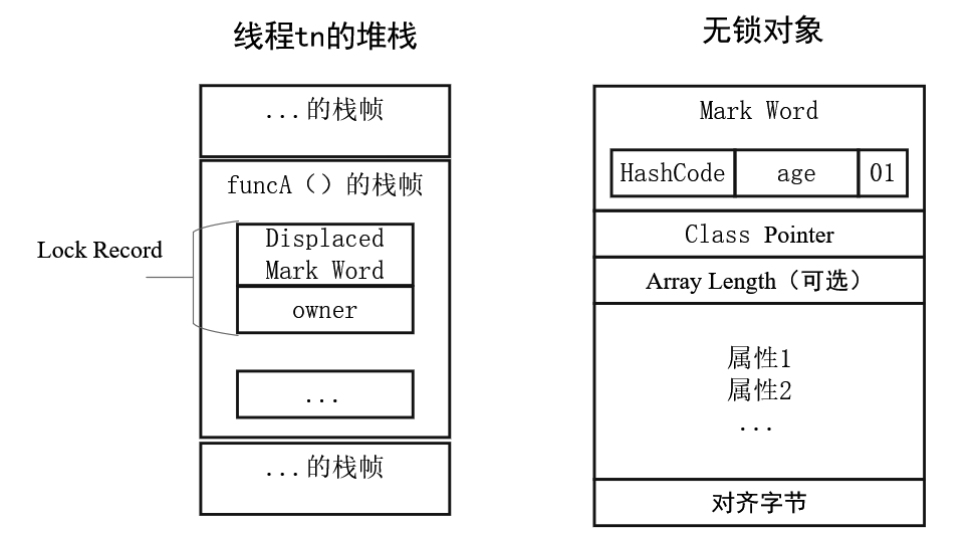 线程tn的堆栈
...的栈帧
funcA（）的栈帧
Lock Record
Displaced
Mark Word
owner
...
...的栈帧
无锁对象
Mark Word
HashCode age 01
Class Pointer
Array Length（可选）
属性1
属性2
...
对齐字节